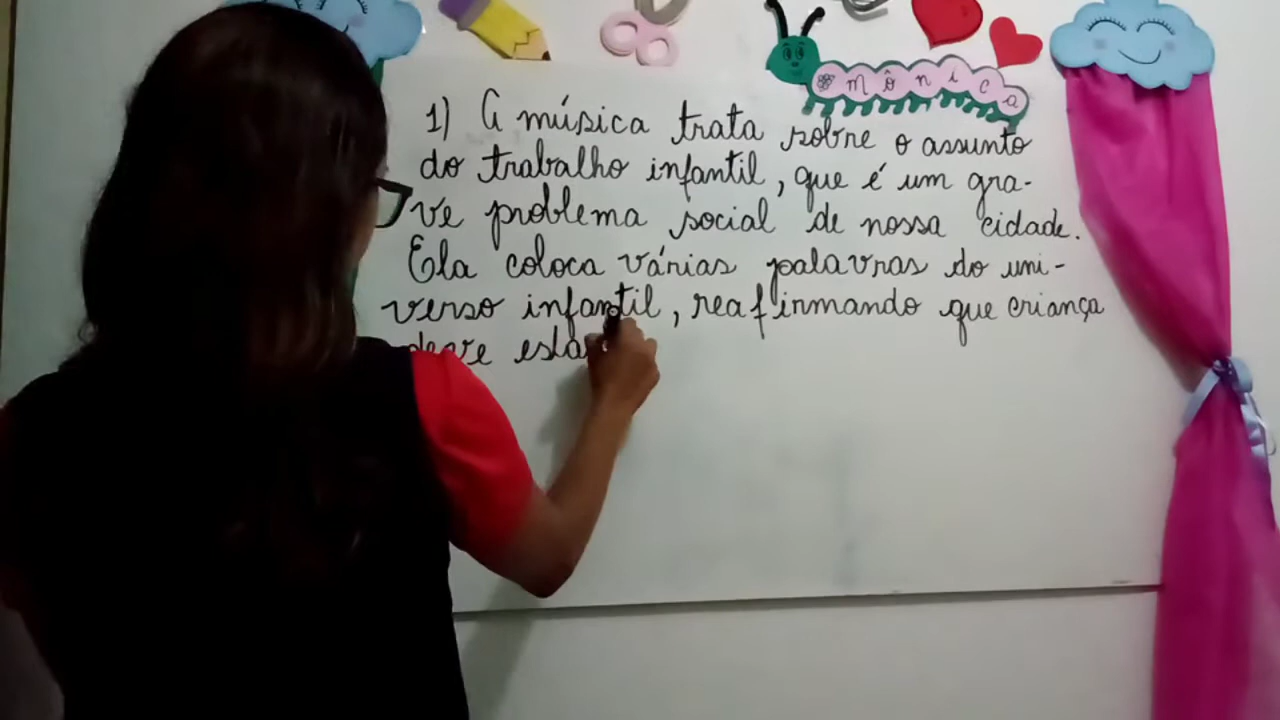 mônica
1) A música trata sobre o assunto
do trabalho infantil, que é um gra-
ve problema social de nossa cidade.
Ela coloca várias palavras do uni-
verso infantil, reafirmando que criança
deve esta